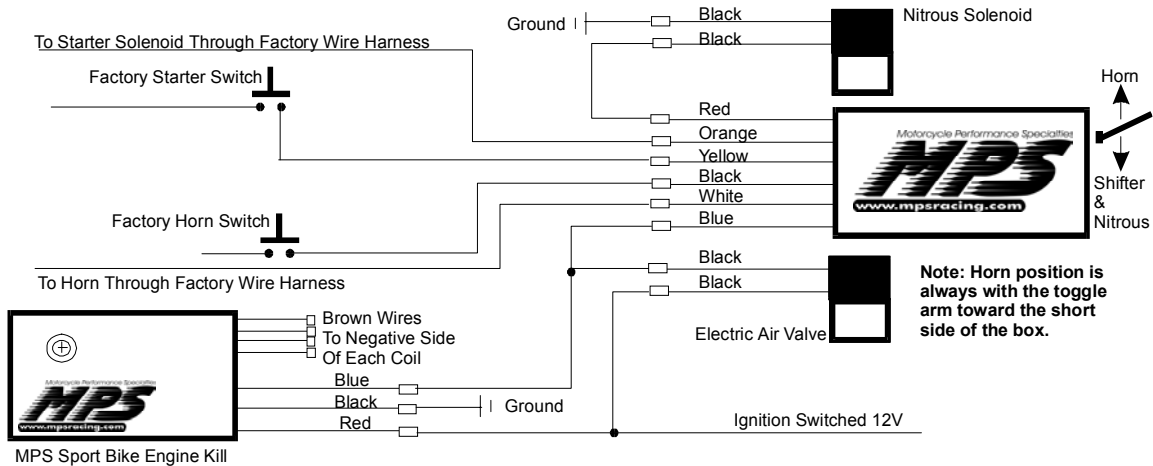 Ground
Black
Nitrous Solenoid
Black
To Starter Solenoid Through Factory Wire Harness
Factory Starter Switch
Horn
Red
Orange
Yellow
Black
White
Blue
Motorcycle Performance Specialties
MPS
www.mpsracing.com
Shifter
&
Nitrous
Factory Horn Switch
To Horn Through Factory Wire Harness
Black
Black
Electric Air Valve
Note: Horn position is
always with the toggle
arm toward the short
side of the box.
Brown Wires
To Negative Side
Of Each Coil
Motorcycle Performance Specialties
MPS
www.mpsracing.com
Blue
Black
Ground
Red
Ignition Switched 12V
MPS Sport Bike Engine Kill